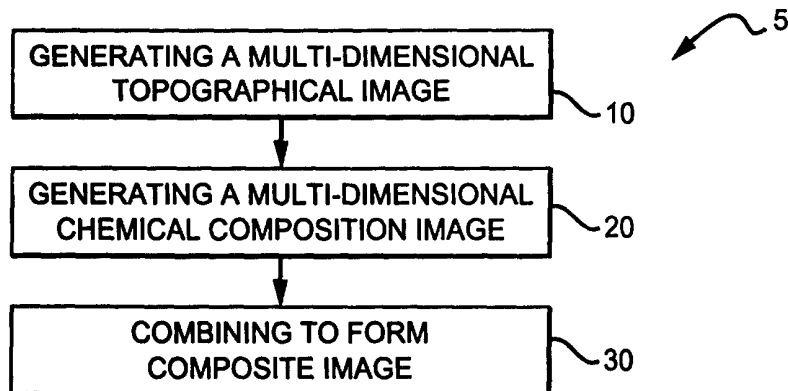 5
GENERATING A MULTI-DIMENSIONAL
TOPOGRAPHICAL IMAGE
10
GENERATING A MULTI-DIMENSIONAL
CHEMICAL COMPOSITION IMAGE
20
COMBINING TO FORM
COMPOSITE IMAGE
30